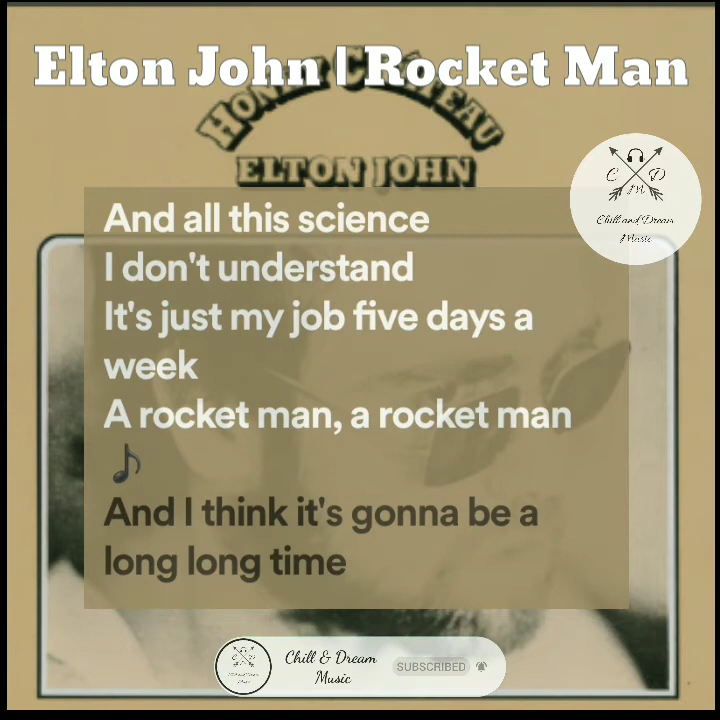 Elton John | Rocket Man
HONKY CHÂTEAU
ELTON JOHN
C D
M
Chill and Dream
Music
And all this science
I don't understand
It's just my job five days a
week
A rocket man, a rocket man
♪
And I think it's gonna be a
long long time
Chill & Dream
Music
SUBSCRIBED